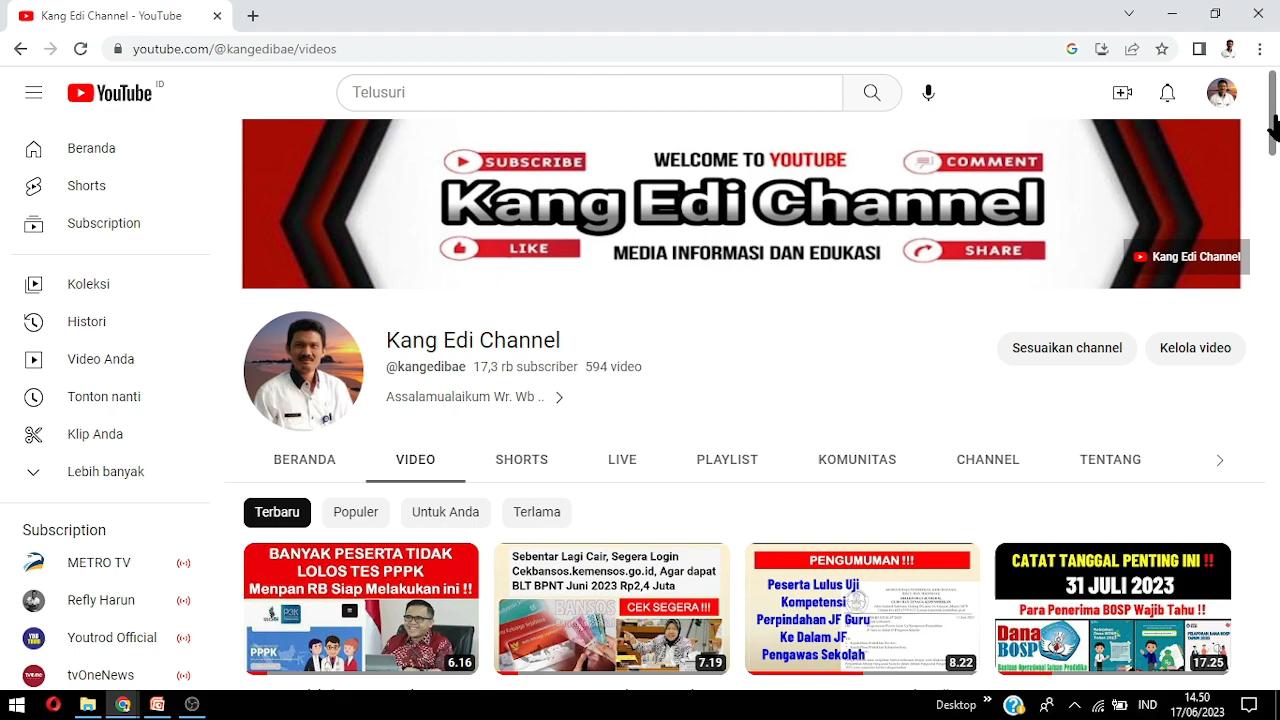 Kang Edi Channel - YouTube
youtube.com/@kangedibae/videos
YouTube ID
Telusuri
Beranda
Shorts
Subscription
Koleksi
Histori
Video Anda
Tonton nanti
Klip Anda
Lebih banyak
Subscription
METRO TV
Refly Harun
Youtord Official
tvOneNews
SUBSCRIBE
WELCOME TO YOUTUBE
COMMENT
Kang Edi Channel
LIKE
MEDIA INFORMASI DAN EDUKASI
SHARE
Kang Edi Channel
Kang Edi Channel
@kangedibae 17,3 rb subscriber 594 video
Assalamualaikum Wr. Wb ..
Sesuaikan channel
Kelola video
BERANDA VIDEO SHORTS LIVE PLAYLIST KOMUNITAS CHANNEL TENTANG
Terbaru Populer Untuk Anda Terlama
BANYAK PESERTA TIDAK
LOLOS TES PPPK
Menpan RB Siap Melakukan ini !!
PPPK
6.16
Sebentar Lagi Cair, Segera Login
Cekbansos.kemensos.go.id, Agar dapat
BLT BPNT Juni 2023 Rp2,4 Juta
CEK SEGERA !!!
7.19
PENGUMUMAN !!!
Peserta Lulus Uji
Kompetensi
Perpindahan JF Guru
Ke Dalam JF
Pengawas Sekolah
8.22
CATAT TANGGAL PENTING INI !!
31 JULI 2023
Para Penerima BOSP Wajib Tahu !!
Dana
BOSP
Bantuan Operasional Satuan Pendidikan
17.25
Desktop
IND
14.50
17/06/2023